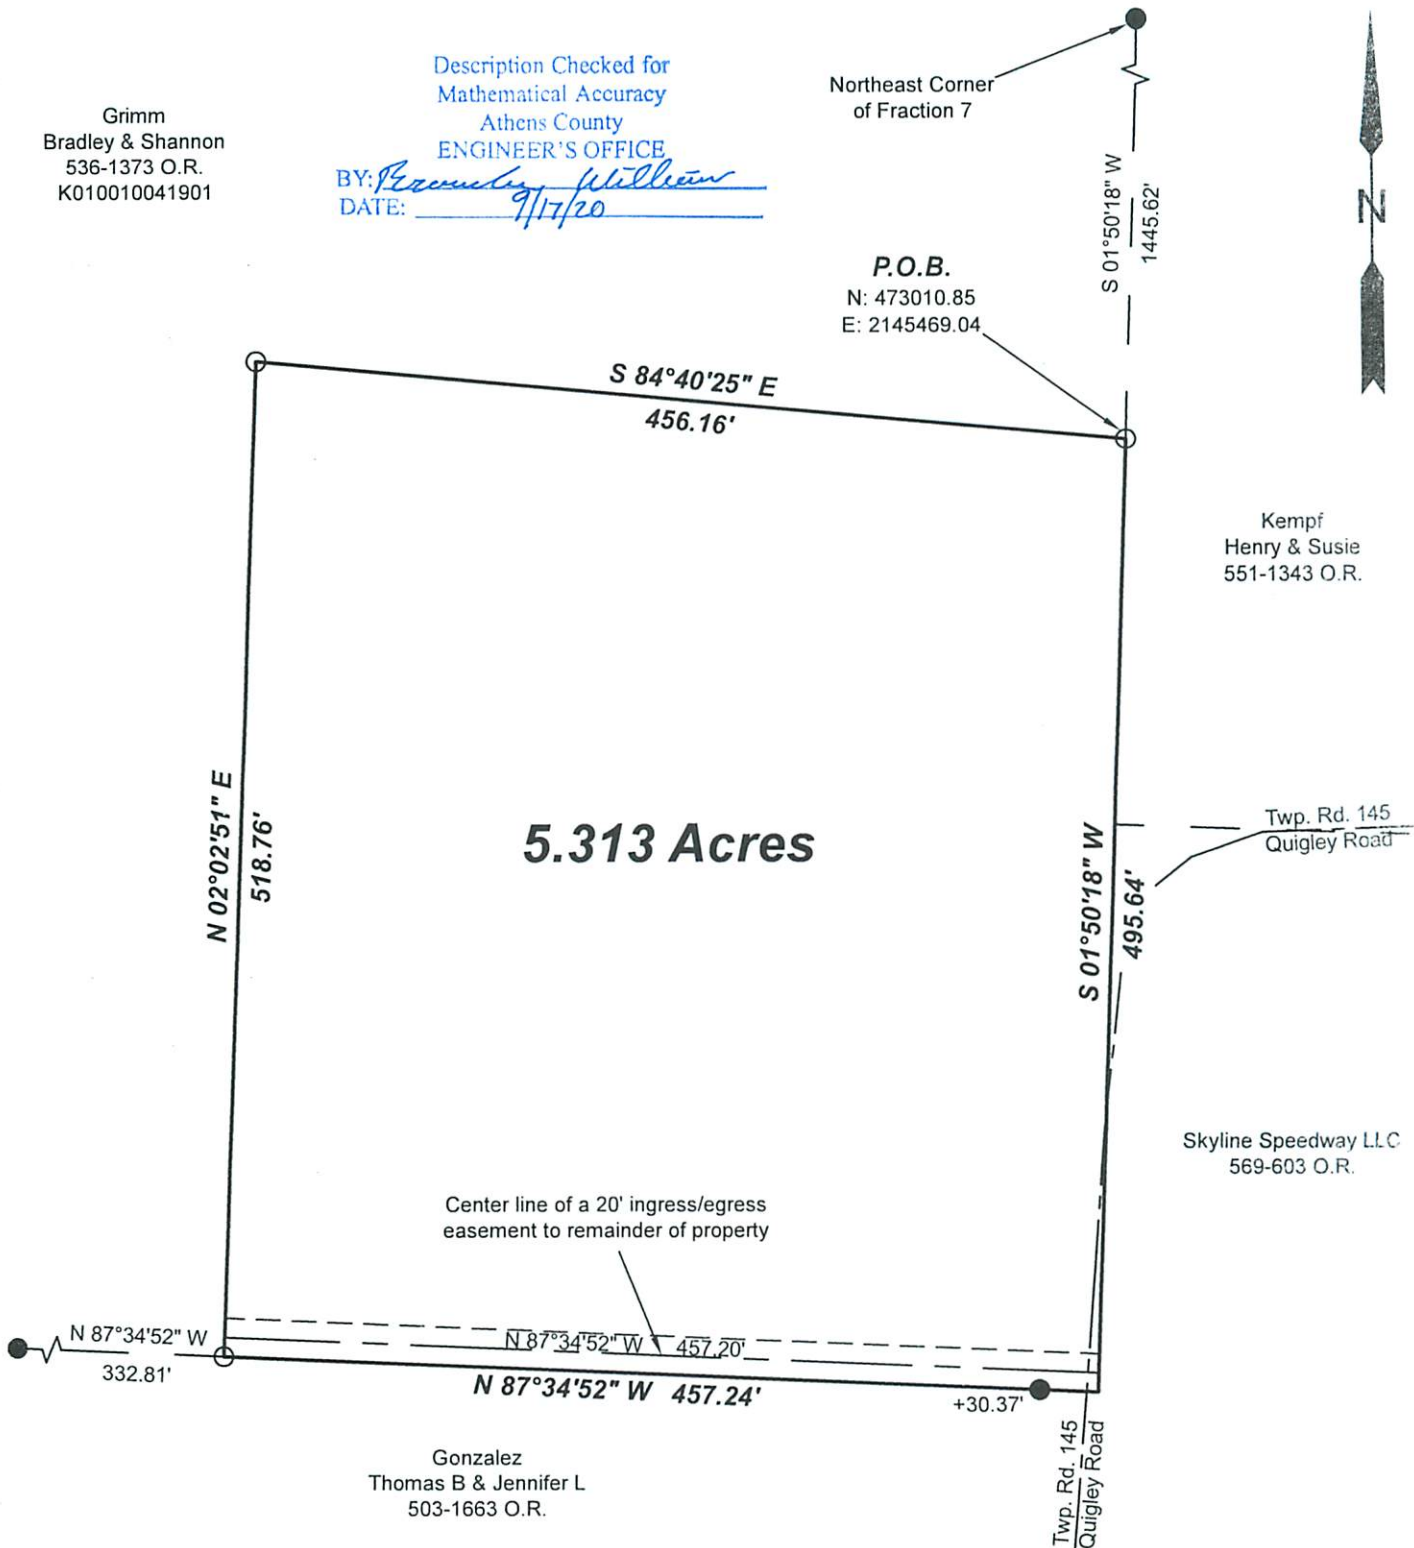 Northeast Corner
of Fraction 7
Description Checked for
Mathematical Accuracy
Athens County
ENGINEER'S OFFICE
BY:
DATE: 9/17/20
Grimm
Bradley & Shannon
536-1373 O.R.
K010010041901
S 01°50'18" W
1445.62'
N
P.O.B.
N: 473010.85
E: 2145469.04
S 84°40'25" E
456.16'
Kempf
Henry & Susie
551-1343 O.R.
N 02°02'51" E
518.76'
5.313 Acres
S 01°50'18" W
495.64'
Twp. Rd. 145
Quigley Road
Skyline Speedway LLC
569-603 O.R.
Center line of a 20' ingress/egress
easement to remainder of property
N 87°34'52" W
332.81'
N 87°34'52" W 457.20'
N 87°34'52" W 457.24'
+30.37'
Twp. Rd. 145
Quigley Road
Gonzalez
Thomas B & Jennifer L
503-1663 O.R.